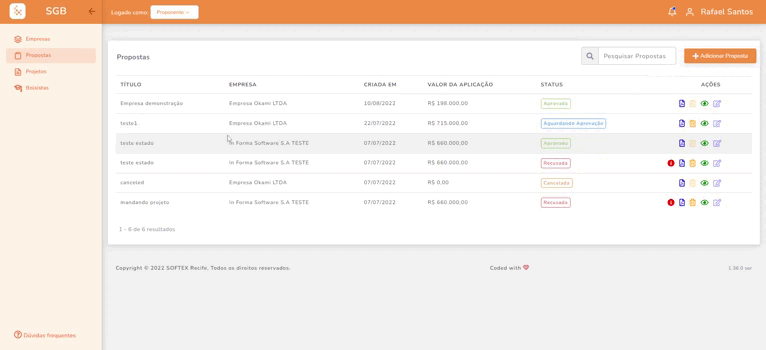 SGB
Logado como: Proponente
Rafael Santos
Empresas
Propostas
Projetos
Bolsistas
Propostas
Pesquisar Propostas
Adicionar Proposta
TÍTULO EMPRESA CRIADA EM VALOR DA APLICAÇÃO STATUS AÇÕES
Empresa demonstração Empresa Okami LTDA 10/08/2022 R$ 198.000,00 Aprovada
teste1 Empresa Okami LTDA 22/07/2022 R$ 715.000,00 Aguardando Aprovação
teste estado In Forma Software S.A TESTE 07/07/2022 R$ 660.000,00 Aprovada
teste estado In Forma Software S.A TESTE 07/07/2022 R$ 660.000,00 Recusada
canceled Empresa Okami LTDA 07/07/2022 R$ 0,00 Cancelada
mandando projeto In Forma Software S.A TESTE 07/07/2022 R$ 660.000,00 Recusada
1 - 6 de 6 resultados
Copyright © 2022 SOFTEX Recife, Todos os direitos reservados.
Coded with
Dúvidas frequentes